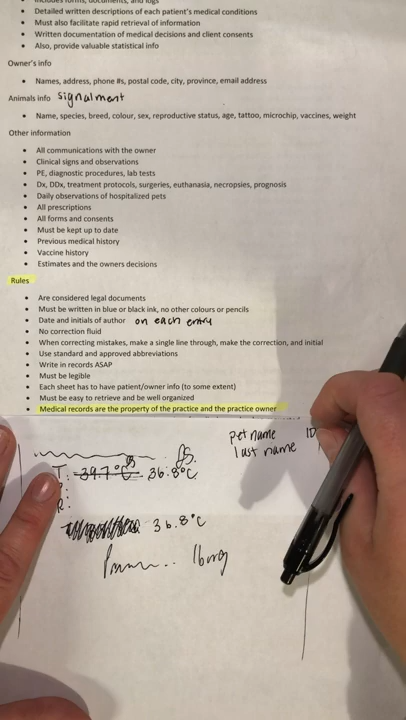 Includes forms, documents, and logs
• Detailed written descriptions of each patient's medical conditions
• Must also facilitate rapid retrieval of information
• Written documentation of medical decisions and client consents
• Also, provide valuable statistical info
Owner's info
• Names, address, phone #s, postal code, city, province, email address
Animals info signalment
• Name, species, breed, colour, sex, reproductive status, age, tattoo, microchip, vaccines, weight
Other information
• All communications with the owner
• Clinical signs and observations
• PE, diagnostic procedures, lab tests
• Dx, DDx, treatment protocols, surgeries, euthanasia, necropsies, prognosis
• Daily observations of hospitalized pets
• All prescriptions
• All forms and consents
• Must be kept up to date
• Previous medical history
• Vaccine history
• Estimates and the owners decisions
Rules
• Are considered legal documents
• Must be written in blue or black ink, no other colours or pencils
• Date and initials of author on each entry
• No correction fluid
• When correcting mistakes, make a single line through, make the correction, and initial
• Use standard and approved abbreviations
• Write in records ASAP
• Must be legible
• Each sheet has to have patient/owner info (to some extent)
• Must be easy to retrieve and be well organized
• Medical records are the property of the practice and the practice owner
pet name ID
last name
T: 39.7°C 36.8°C
R:
36.8°C
16mg